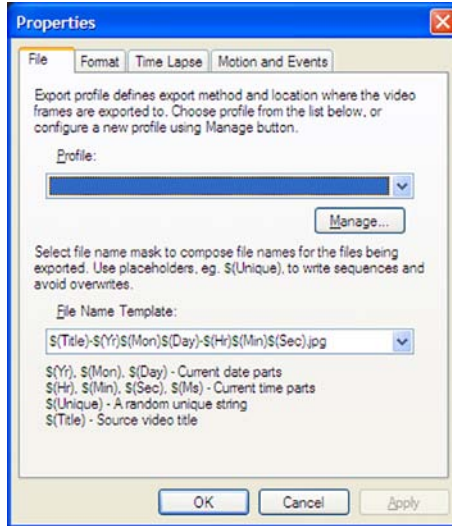 Properties
File
Format
Time Lapse
Motion and Events
Export profile defines export method and location where the video
frames are exported to. Choose profile from the list below, or
configure a new profile using Manage button.
Profile:
Manage...
Select file name mask to compose file names for the files being
exported. Use placeholders, eg. $(Unique), to write sequences and
avoid overwrites.
File Name Template:
$(Title)-$(Yr)$(Mon)$(Day)-$(Hr)$(Min)$(Sec).jpg
$(Yr), $(Mon), $(Day) - Current date parts
$(Hr), $(Min), $(Sec), $(Ms) - Current time parts
$(Unique) - A random unique string
$(Title) - Source video title
OK
Cancel
Apply